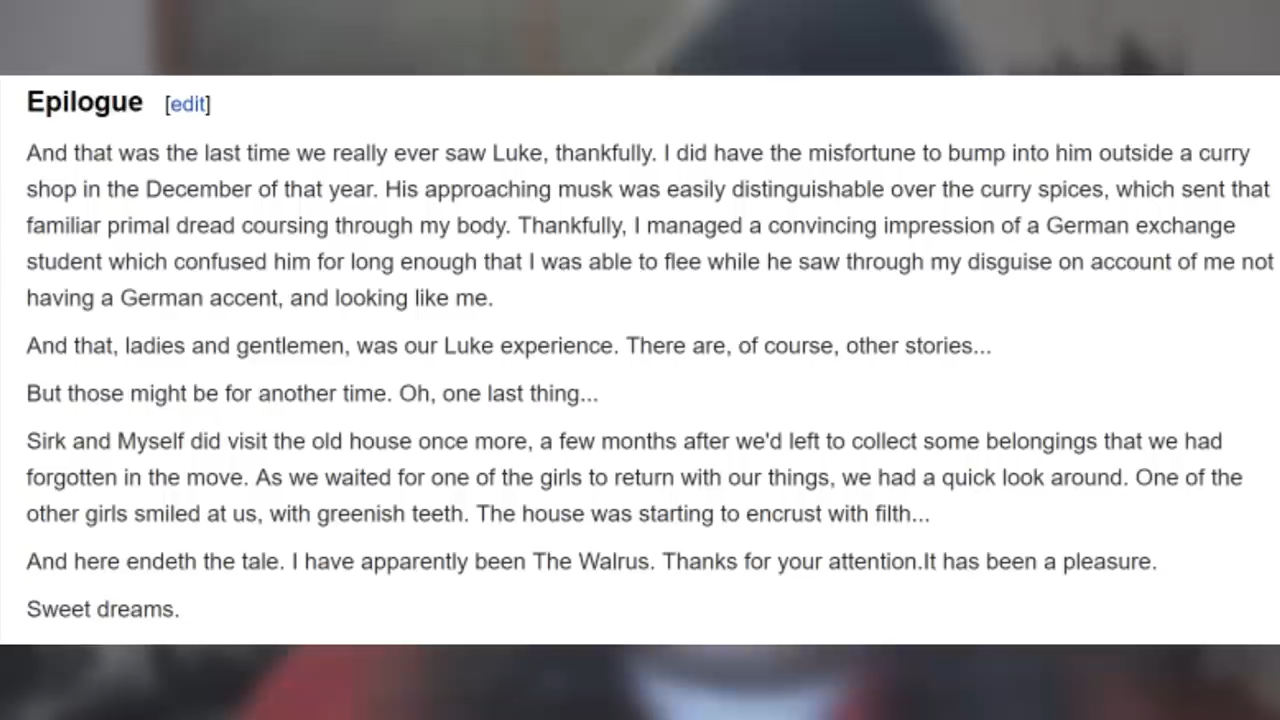 Epilogue [edit]
And that was the last time we really ever saw Luke, thankfully. I did have the misfortune to bump into him outside a curry
shop in the December of that year. His approaching musk was easily distinguishable over the curry spices, which sent that
familiar primal dread coursing through my body. Thankfully, I managed a convincing impression of a German exchange
student which confused him for long enough that I was able to flee while he saw through my disguise on account of me not
having a German accent, and looking like me.
And that, ladies and gentlemen, was our Luke experience. There are, of course, other stories...
But those might be for another time. Oh, one last thing...
Sirk and Myself did visit the old house once more, a few months after we'd left to collect some belongings that we had
forgotten in the move. As we waited for one of the girls to return with our things, we had a quick look around. One of the
other girls smiled at us, with greenish teeth. The house was starting to encrust with filth...
And here endeth the tale. I have apparently been The Walrus. Thanks for your attention.It has been a pleasure.
Sweet dreams.